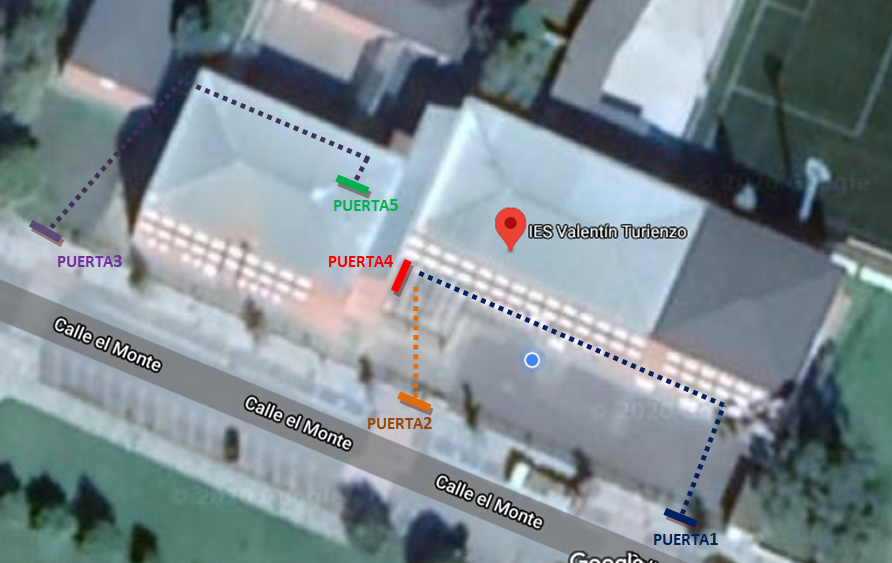 PUERTA5
IES Valentín Turienzo
PUERTA3
PUERTA4
Calle el Monte
Calle el Monte
PUERTA2
Calle el Monte
PUERTA1
Google